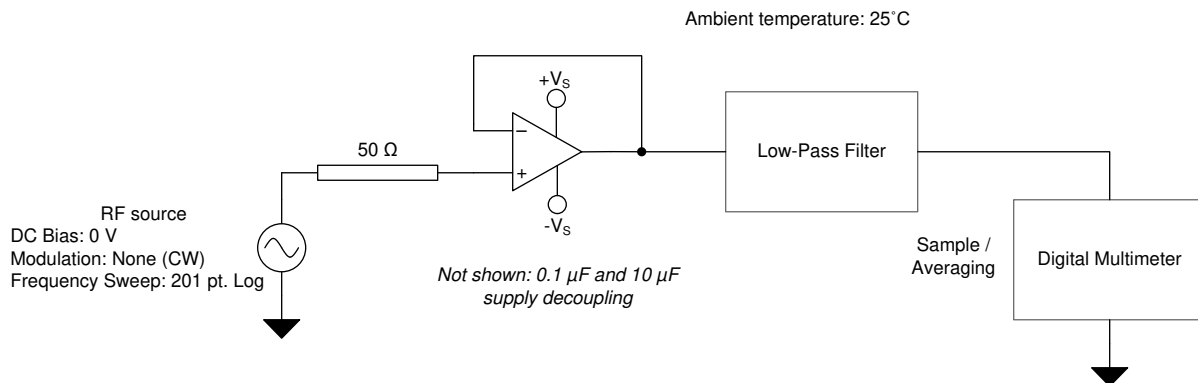 Ambient temperature: 25˚C
+VS
−
50 Ω
+
Low-Pass Filter
RF source
DC Bias: 0 V
Modulation: None (CW)
Frequency Sweep: 201 pt. Log
-VS
Not shown: 0.1 µF and 10 µF
supply decoupling
Sample /
Averaging
Digital Multimeter